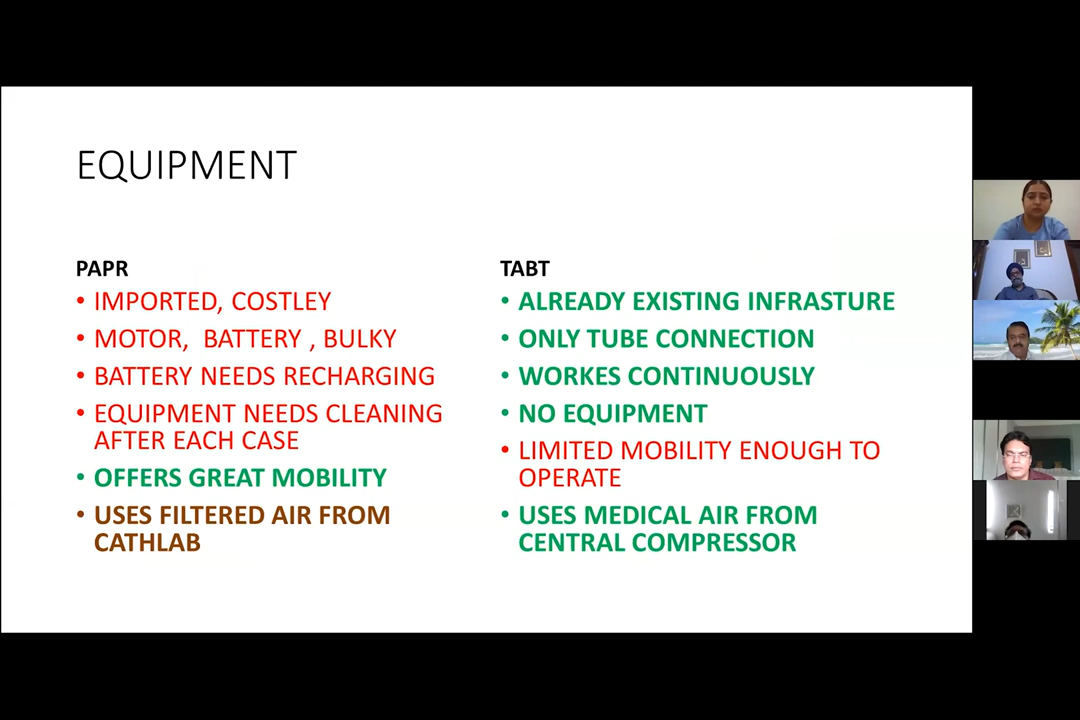 EQUIPMENT
PAPR
• IMPORTED, COSTLEY
• MOTOR, BATTERY , BULKY
• BATTERY NEEDS RECHARGING
• EQUIPMENT NEEDS CLEANING
AFTER EACH CASE
• OFFERS GREAT MOBILITY
• USES FILTERED AIR FROM
CATHLAB
TABT
• ALREADY EXISTING INFRASTURE
• ONLY TUBE CONNECTION
• WORKES CONTINUOUSLY
• NO EQUIPMENT
• LIMITED MOBILITY ENOUGH TO
OPERATE
• USES MEDICAL AIR FROM
CENTRAL COMPRESSOR